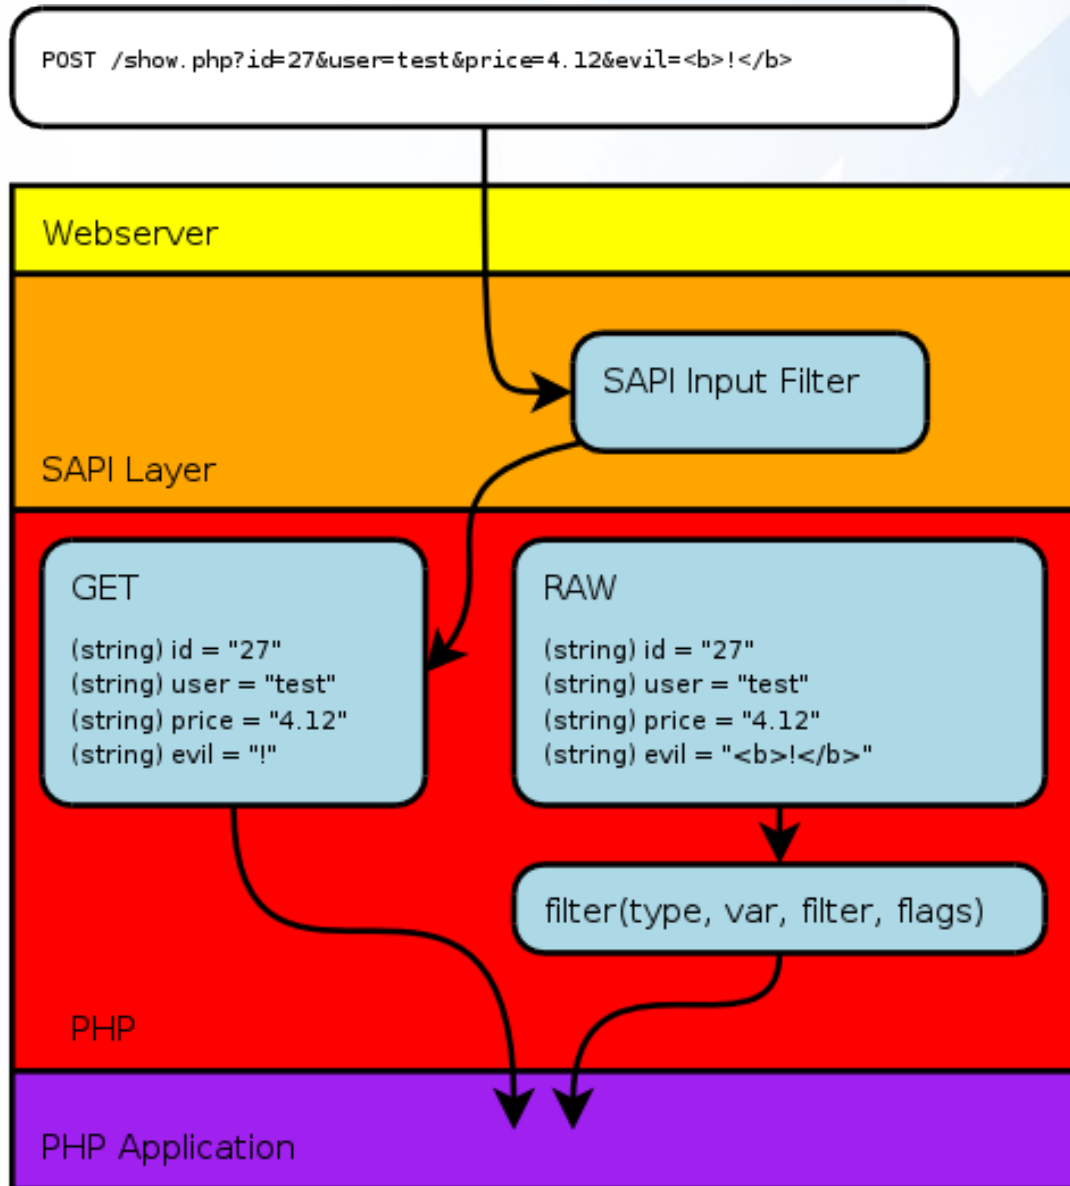 POST /show.php?id=27&user=test&price=4.12&evil=<b>!</b>
Webserver
SAPI Input Filter
SAPI Layer
GET
(string) id = "27"
(string) user = "test"
(string) price = "4.12"
(string) evil = "!"
RAW
(string) id = "27"
(string) user = "test"
(string) price = "4.12"
(string) evil = "<b>!</b>"
filter(type, var, filter, flags)
PHP
PHP Application